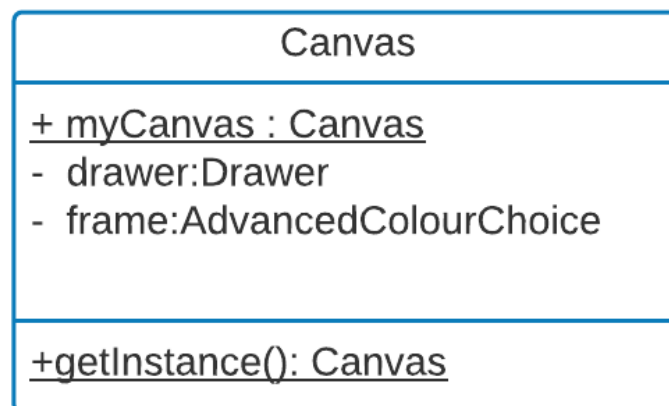 Canvas
+ myCanvas : Canvas
- drawer:Drawer
- frame:AdvancedColourChoice
+getInstance(): Canvas